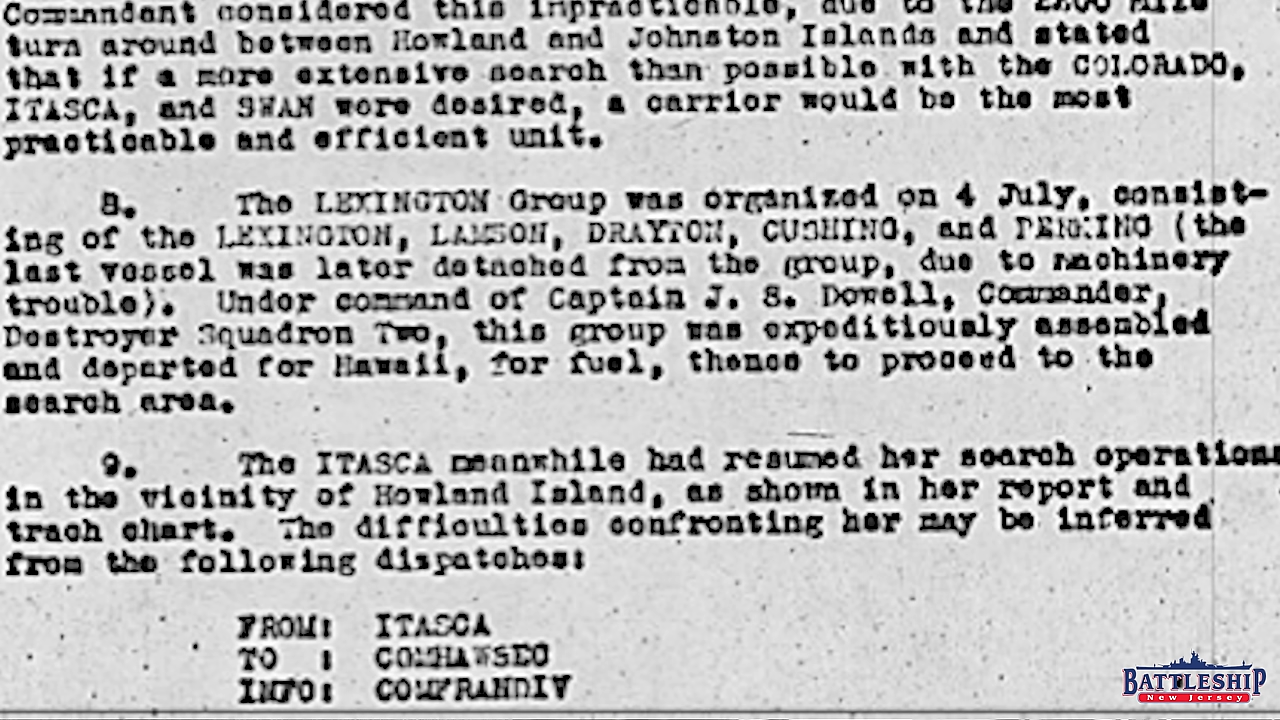 Commandant considered this impracticable, due to the mile
turn around between Howland and Johnston Islands and stated
that if a more extensive search than possible with the COLORADO,
ITASCA, and SWAN were desired, a carrier would be the most
practicable and efficient unit.
8. The LEXINGTON Group was organized on 4 July, consist-
ing of the LEXINGTON, LAMSON, DRAYTON, CUSHING, and PERKINS (the
last vessel was later detached from the group, due to machinery
trouble). Under command of Captain J. S. Dowell, Commander,
Destroyer Squadron Two, this group was expeditiously assembled
and departed for Hawaii, for fuel, thence to proceed to the
search area.
9. The ITASCA meanwhile had resumed her search operations
in the vicinity of Howland Island, as shown in her report and
track chart. The difficulties confronting her may be inferred
from the following dispatches:
FROM: ITASCA
TO : COMHAWSEC
INFO: COMFRANDIV
BATTLESHIP
New Jersey